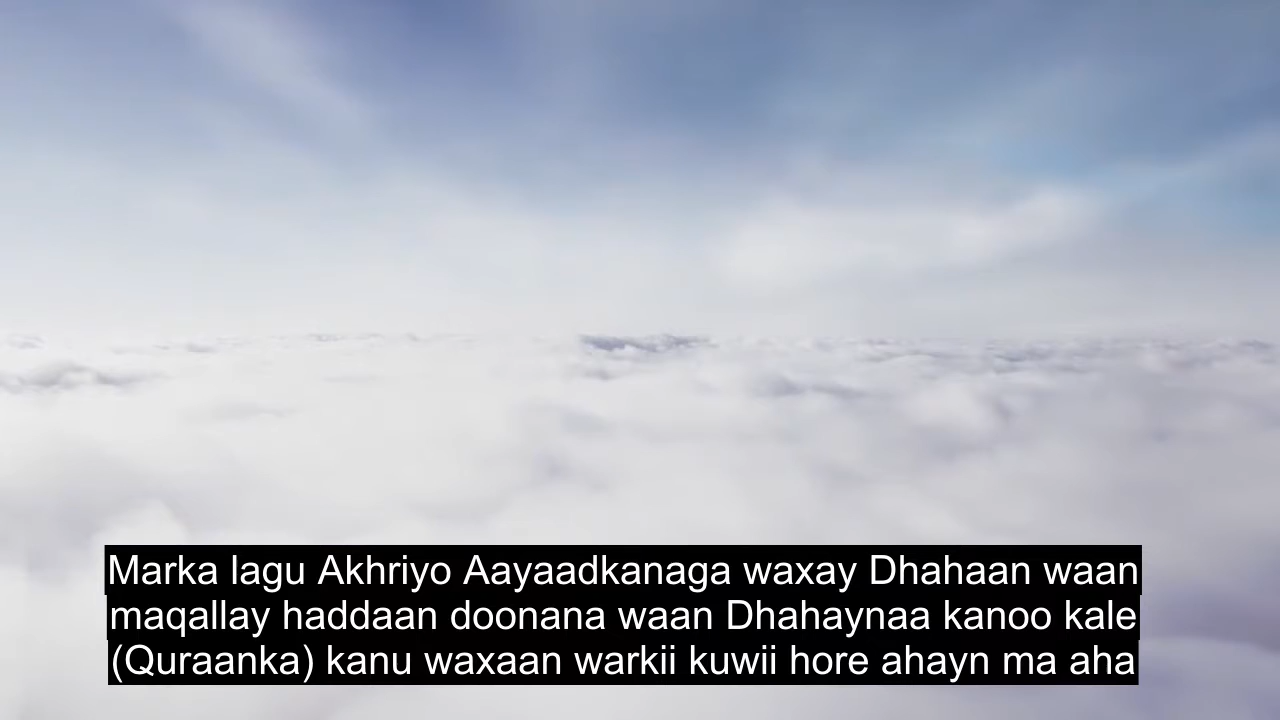 Marka lagu Akhriyo Aayaadkanaga waxay Dhahaan waan
maqallay haddaan doonana waan Dhahaynaa kanoo kale
(Quraanka) kanu waxaan warkii kuwii hore ahayn ma aha